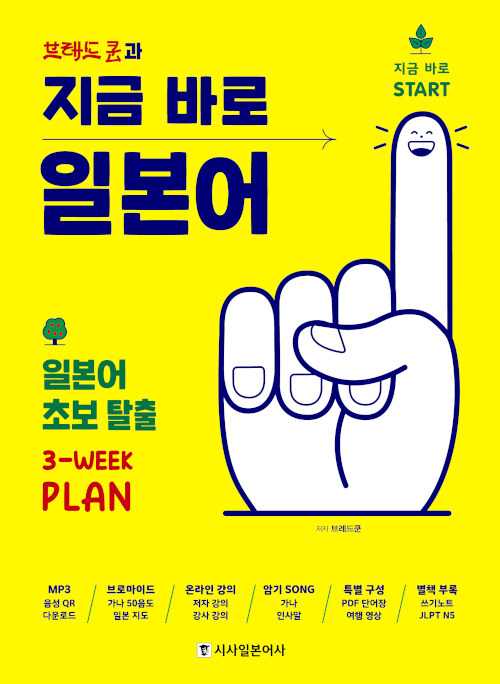 브레드쿤과
지금 바로
일본어
지금 바로
START
일본어
초보 탈출
3-WEEK
PLAN
저자 브레드쿤
MP3
음성 QR
다운로드
브로마이드
가나 50음도
일본 지도
온라인 강의
저자 강의
강사 강의
암기 SONG
가나
인사말
특별 구성
PDF 단어장
여행 영상
별책 부록
쓰기노트
JLPT N5
시사일본어사